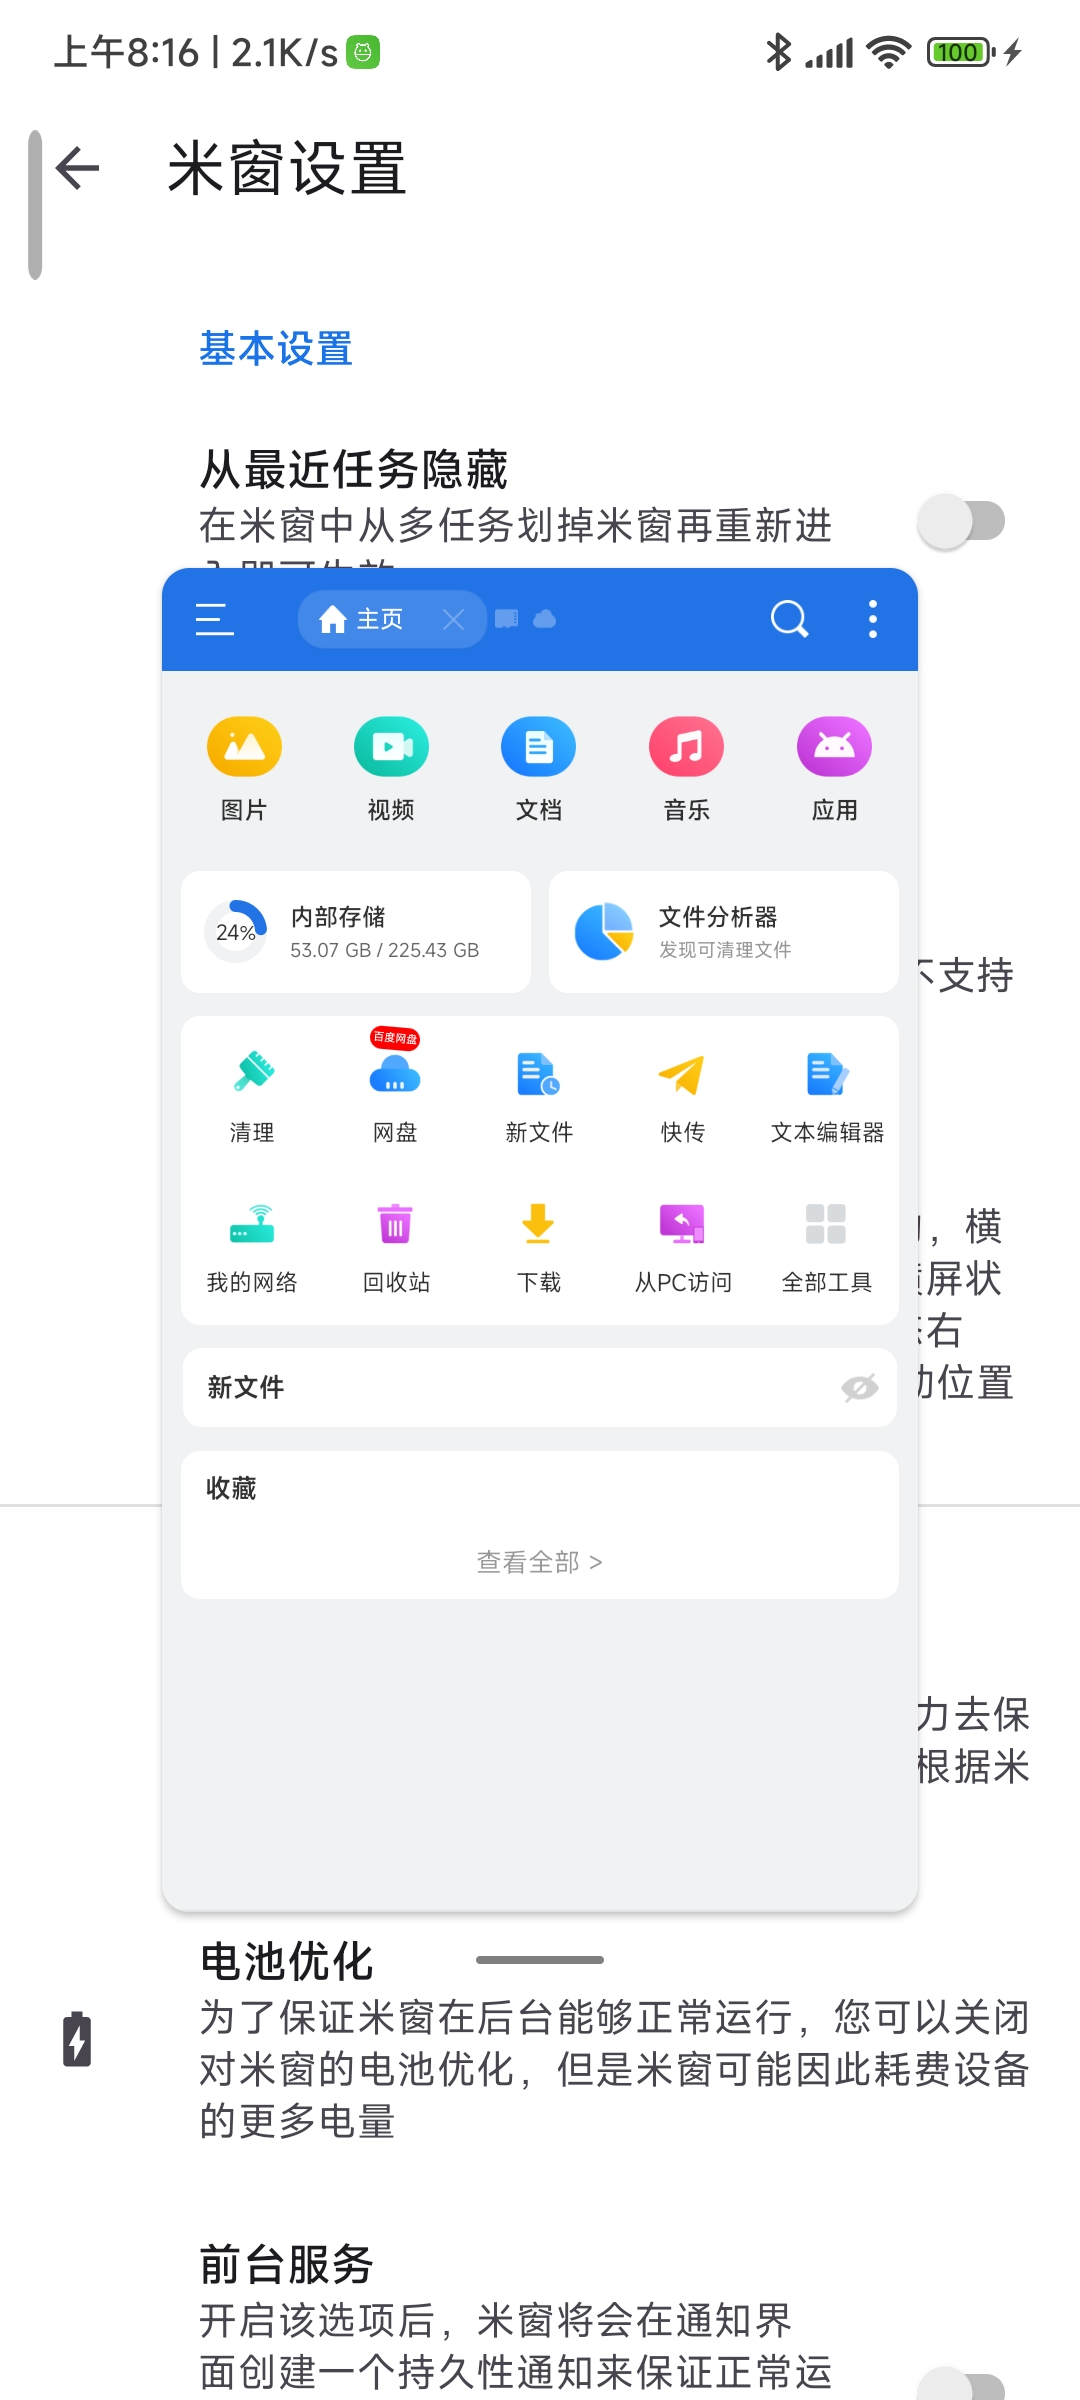 上午8:16 | 2.1K/s
100
米窗设置
基本设置
从最近任务隐藏
在米窗中从多任务划掉米窗再重新进
主页
图片
视频
文档
音乐
应用
24%
内部存储
53.07 GB / 225.43 GB
文件分析器
发现可清理文件
不支持
百度网盘
清理
网盘
新文件
快传
文本编辑器
我的网络
回收站
下载
从PC访问
全部工具
，横
屏状
右
动位置
新文件
收藏
查看全部 >
力去保
根据米
电池优化
为了保证米窗在后台能够正常运行，您可以关闭
对米窗的电池优化，但是米窗可能因此耗费设备
的更多电量
前台服务
开启该选项后，米窗将会在通知界
面创建一个持久性通知来保证正常运